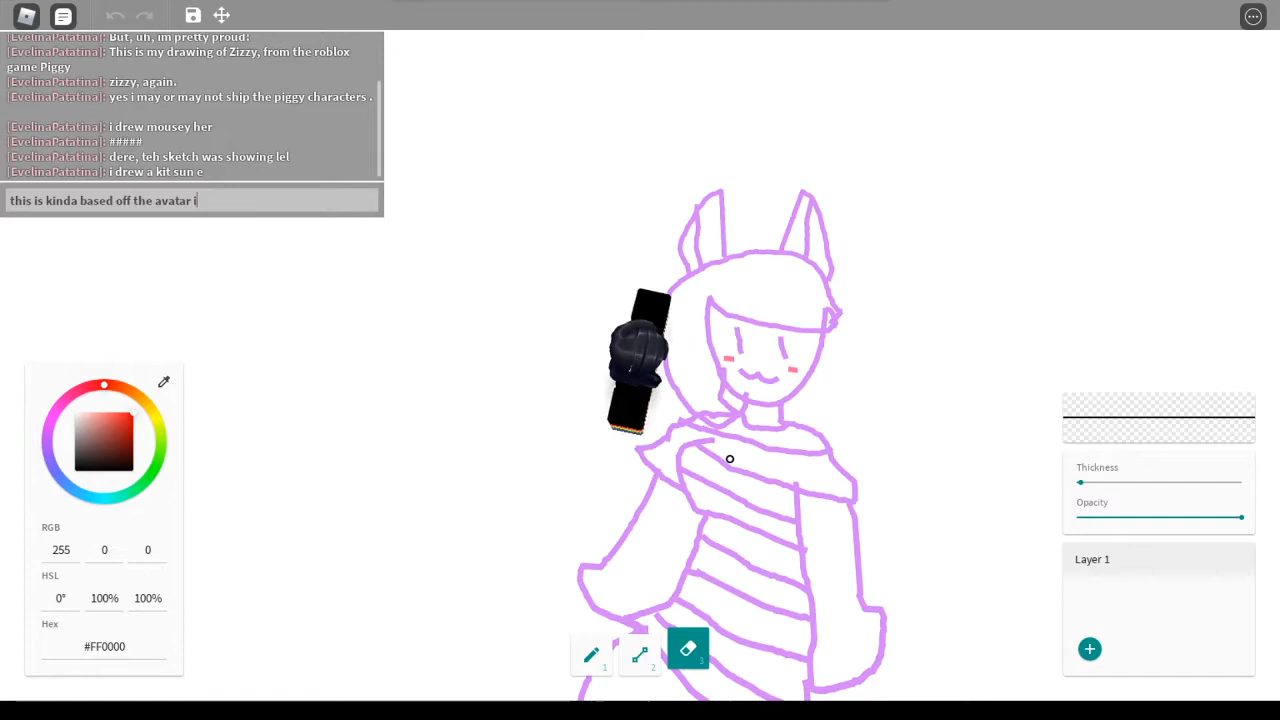 [EvelinaPatatina]: But, uh, im pretty proud!
[EvelinaPatatina]: This is my drawing of Zizzy, from the roblox
game Piggy
[EvelinaPatatina]: zizzy, again.
[EvelinaPatatina]: yes i may or may not ship the piggy characters .
[EvelinaPatatina]: i drew mousey her
[EvelinaPatatina]: #####
[EvelinaPatatina]: dere, teh sketch was showing lel
[EvelinaPatatina]: i drew a kit sun e
this is kinda based off the avatar i
RGB
255 0 0
HSL
0° 100% 100%
Hex
#FF0000
1 2 3
Thickness
Opacity
Layer 1